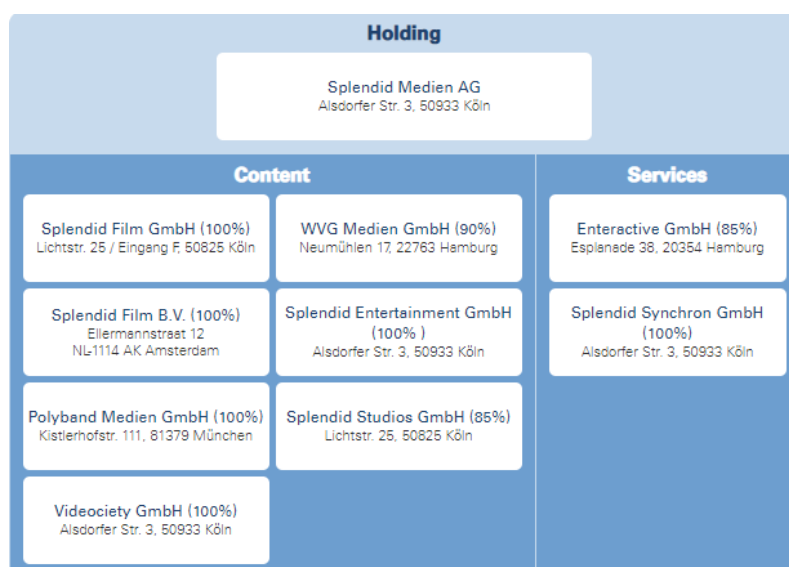 Holding
Splendid Medien AG
Alsdorfer Str. 3, 50933 Köln
Content
Splendid Film GmbH (100%)
Lichtstr. 25 / Eingang F, 50825 Köln
WVG Medien GmbH (90%)
Neumühlen 17, 22763 Hamburg
Splendid Film B.V. (100%)
Ellermannstraat 12
NL-1114 AK Amsterdam
Splendid Entertainment GmbH
(100% )
Alsdorfer Str. 3, 50933 Köln
Polyband Medien GmbH (100%)
Kistlerhofstr. 111, 81379 München
Splendid Studios GmbH (85%)
Lichtstr. 25, 50825 Köln
Videociety GmbH (100%)
Alsdorfer Str. 3, 50933 Köln
Services
Enteractive GmbH (85%)
Esplanade 38, 20354 Hamburg
Splendid Synchron GmbH
(100%)
Alsdorfer Str. 3, 50933 Köln